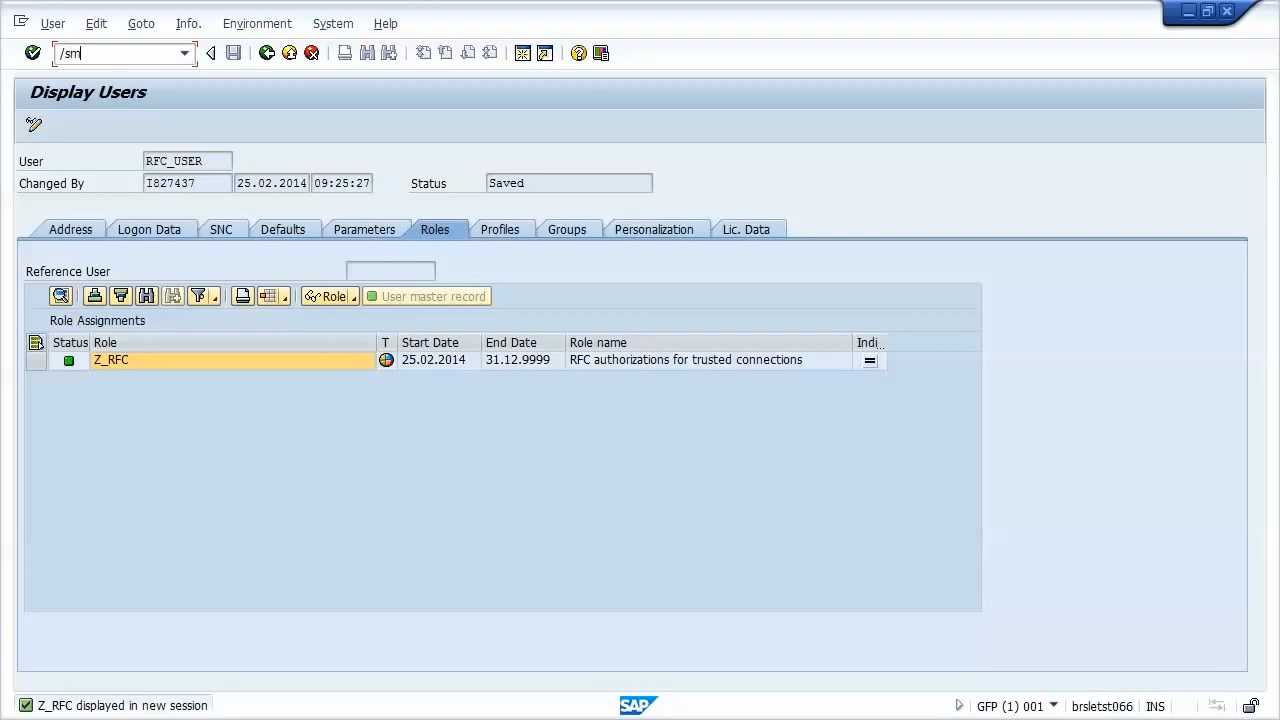 User Edit Goto Info. Environment System Help
/sm
Display Users
User RFC_USER
Changed By I827437 25.02.2014 09:25:27 Status Saved
Address Logon Data SNC Defaults Parameters Roles Profiles Groups Personalization Lic. Data
Reference User
Role User master record
Role Assignments
Status Role T Start Date End Date Role name Indi..
Z_RFC 25.02.2014 31.12.9999 RFC authorizations for trusted connections
Z_RFC displayed in new session SAP GFP (1) 001 brsletst066 INS